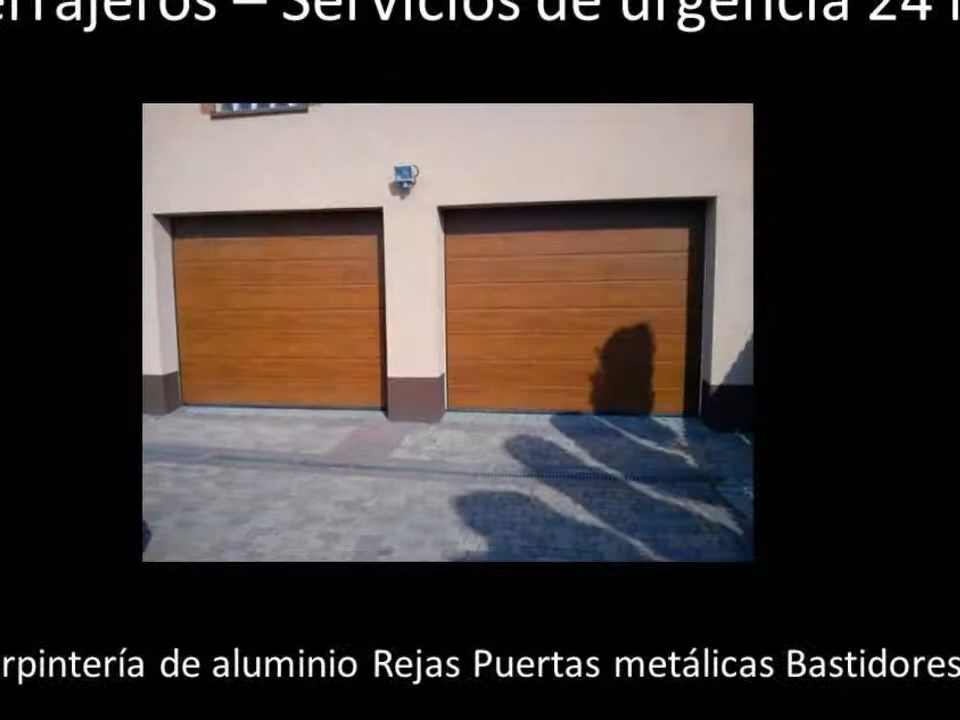 errajeros – Servicios de urgencia 24
rpintería de aluminio Rejas Puertas metálicas Bastidores